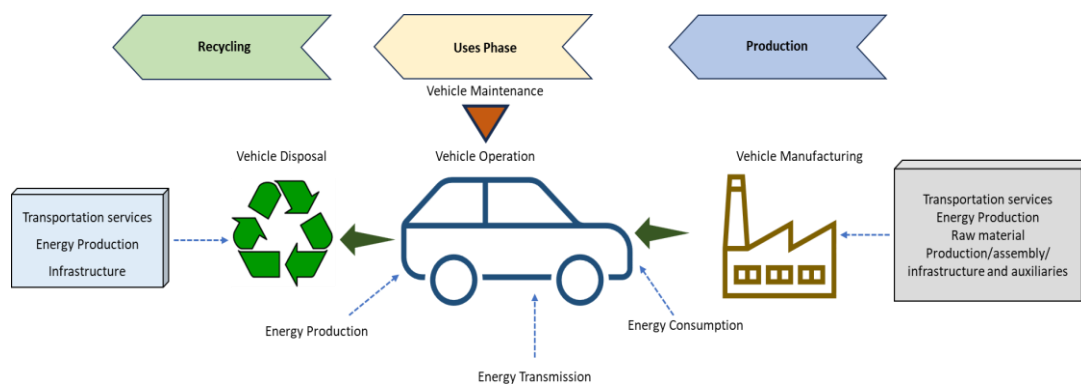 Recycling
Uses Phase
Production
Vehicle Maintenance
Vehicle Disposal
Vehicle Operation
Vehicle Manufacturing
Transportation services
Energy Production
Infrastructure
Transportation services
Energy Production
Raw material
Production/assembly/
infrastructure and auxiliaries
Energy Production
Energy Consumption
Energy Transmission